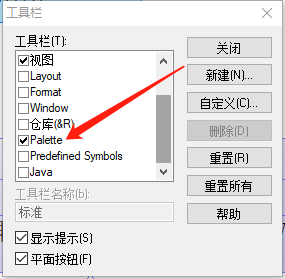 工具栏
工具栏(T):
视图
Layout
Format
Window
仓库(&R)
Palette
Predefined Symbols
Java
工具栏名称(b):
标准
显示提示(S)
平面按钮(F)
关闭
新建(N)...
自定义(C)...
删除(D)
重置(R)
重置所有
帮助